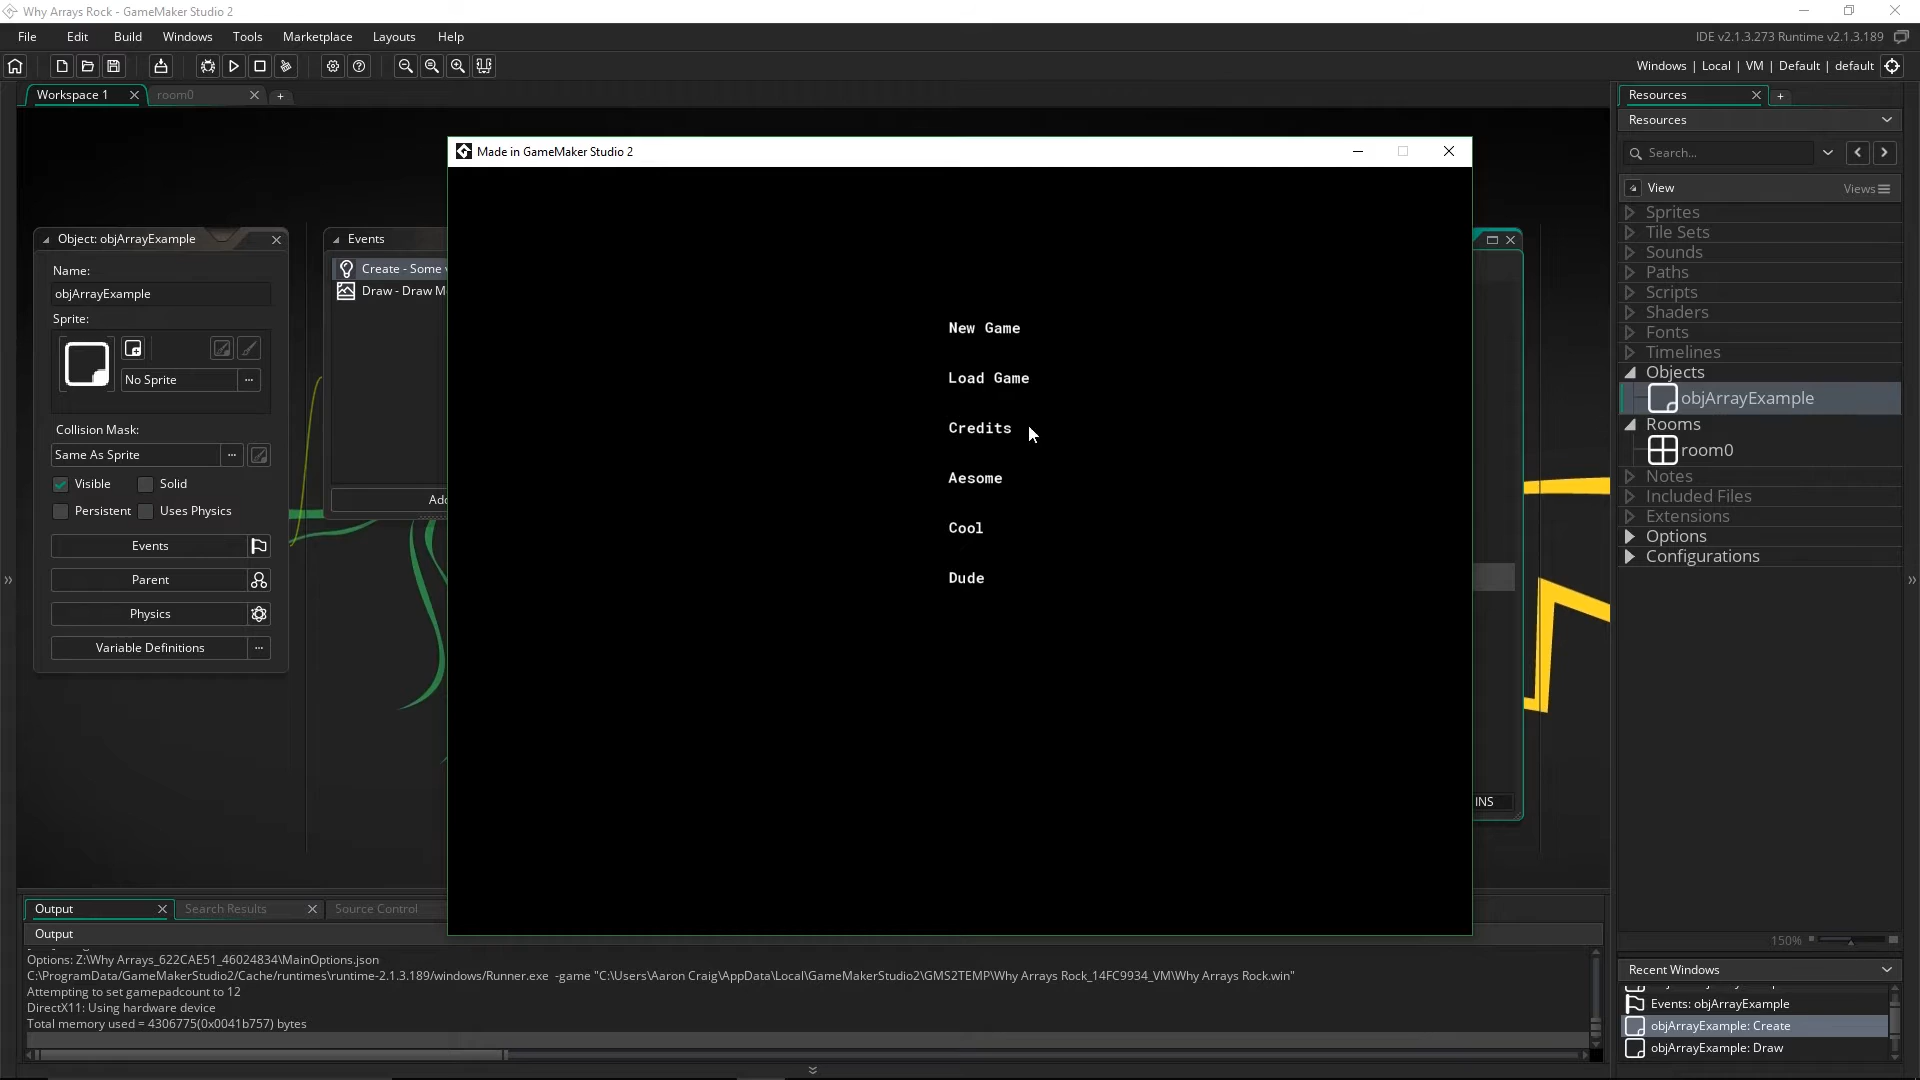 Why Arrays Rock - GameMaker Studio 2
File Edit Build Windows Tools Marketplace Layouts Help
IDE v2.1.3.273 Runtime v2.1.3.189
Windows | Local | VM | Default | default
Workspace 1
room0
Resources
Resources
Search...
View
Views
Sprites
Tile Sets
Sounds
Paths
Scripts
Shaders
Fonts
Timelines
Objects
objArrayExample
Rooms
room0
Notes
Included Files
Extensions
Options
Configurations
150%
Recent Windows
Events: objArrayExample
objArrayExample: Create
objArrayExample: Draw
Object: objArrayExample
Name:
objArrayExample
Sprite:
No Sprite
Collision Mask:
Same As Sprite
Visible
Solid
Persistent
Uses Physics
Events
Parent
Physics
Variable Definitions
Events
Create - Some
Draw - Draw M
Made in GameMaker Studio 2
New Game
Load Game
Credits
Aesome
Cool
Dude
INS
Output
Search Results
Source Control
Output
Options: Z:\Why Arrays_622CAE51_46024834\MainOptions.json
C:\ProgramData/GameMakerStudio2/Cache/runtimes\runtime-2.1.3.189/windows/Runner.exe -game "C:\Users\Aaron Craig\AppData\Local\GameMakerStudio2\GMS2TEMP\Why Arrays Rock_14FC9934_VM\Why Arrays Rock.win"
Attempting to set gamepadcount to 12
DirectX11: Using hardware device
Total memory used = 4306775(0x0041b757) bytes